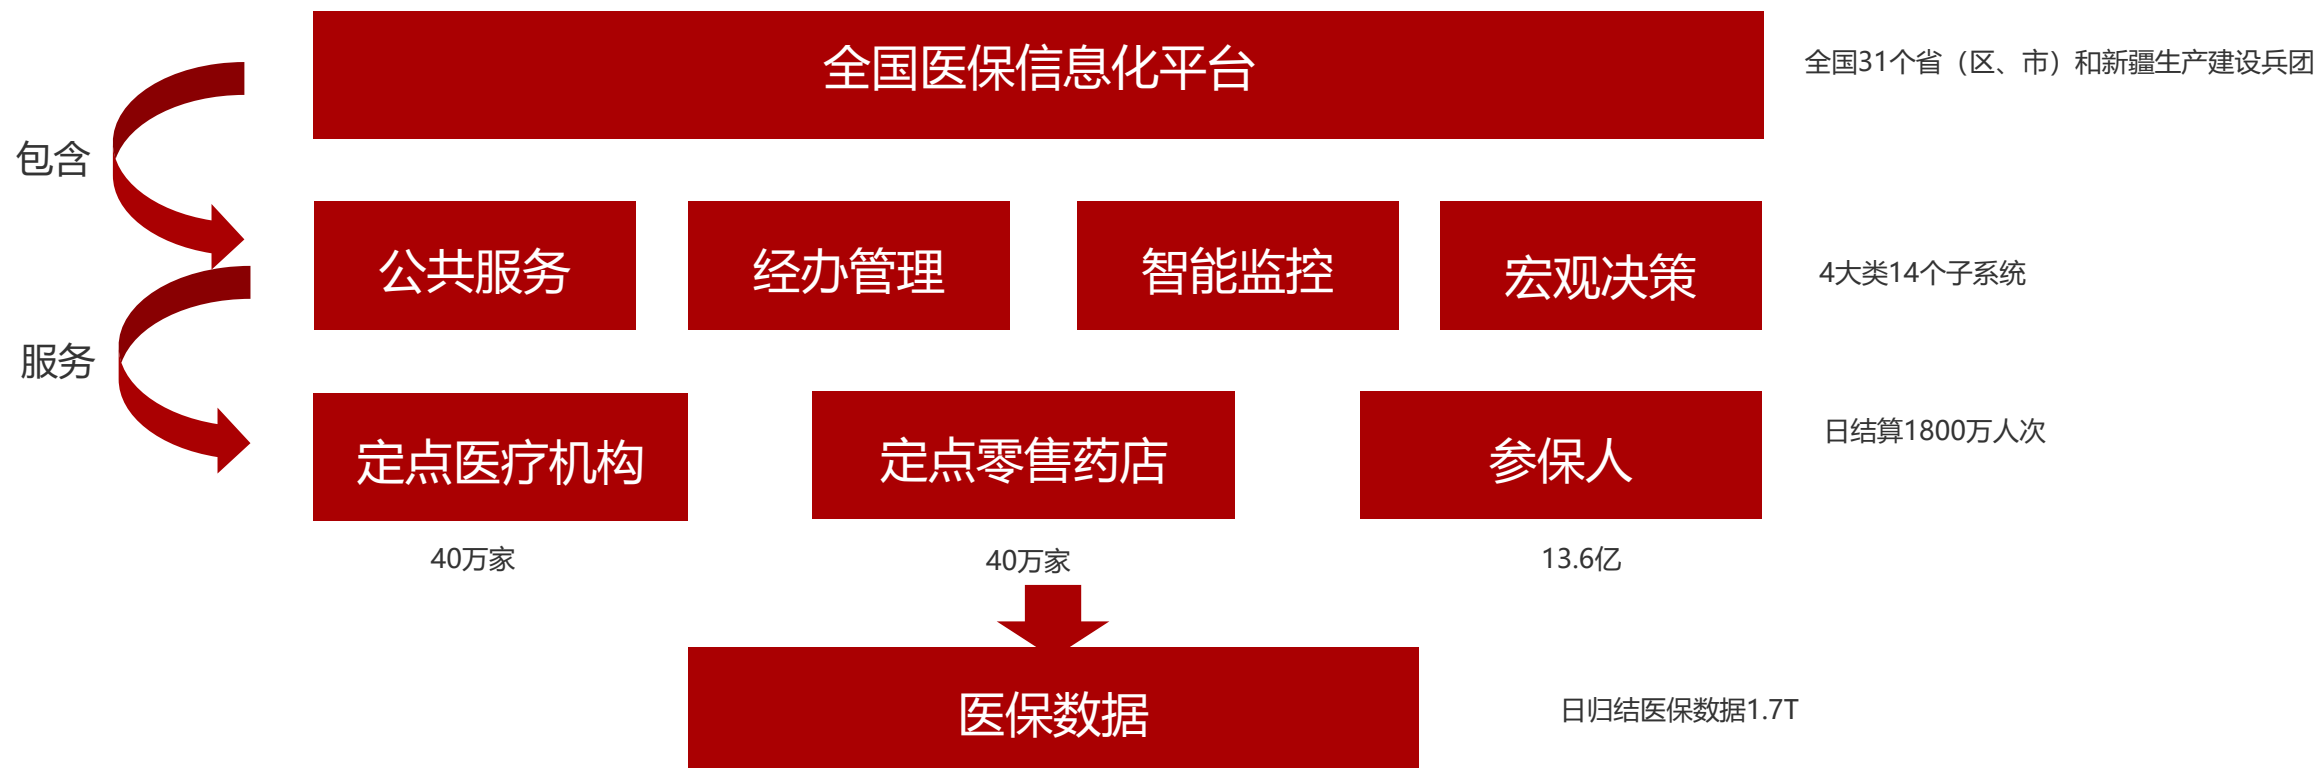 全国医保信息化平台
全国31个省（区、市）和新疆生产建设兵团
包含
公共服务
经办管理
智能监控
宏观决策
4大类14个子系统
服务
定点医疗机构
定点零售药店
参保人
日结算1800万人次
40万家
40万家
13.6亿
医保数据
日归结医保数据1.7T